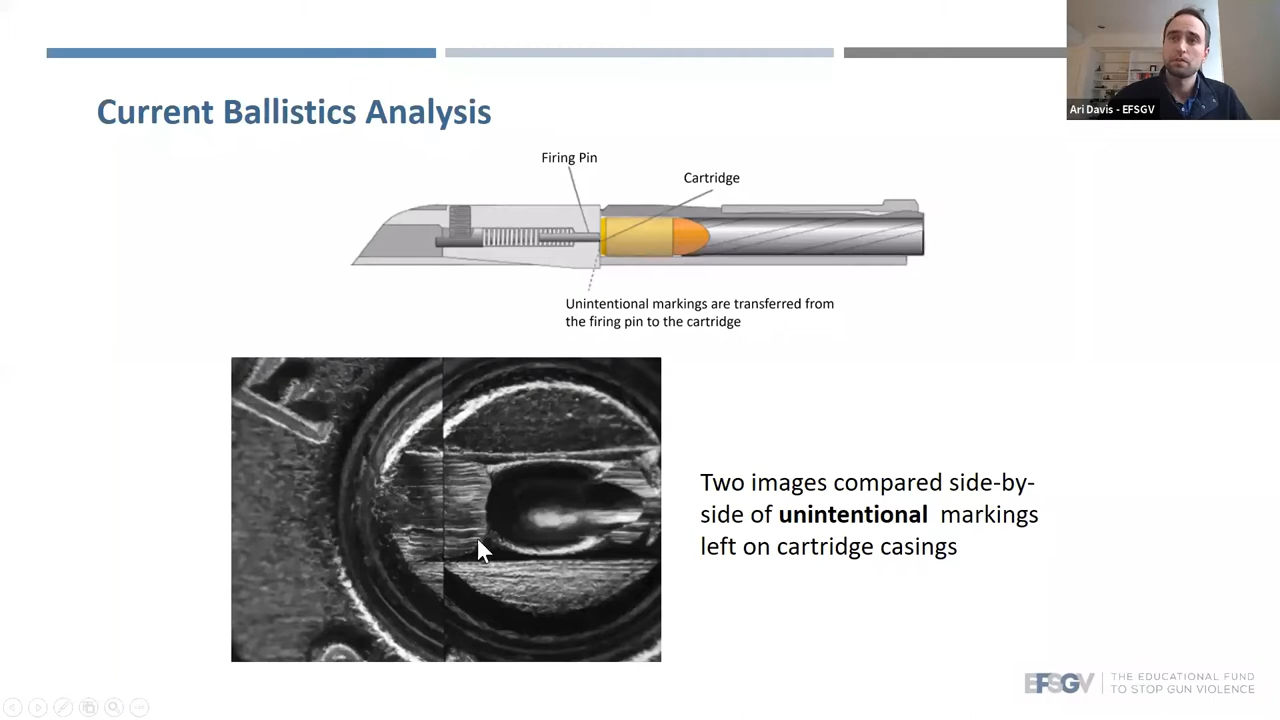 Current Ballistics Analysis
Ari Davis - EFSGV
Firing Pin
Cartridge
Unintentional markings are transferred from
the firing pin to the cartridge
Two images compared side-by-
side of unintentional markings
left on cartridge casings
EFSGV
THE EDUCATIONAL FUND
TO STOP GUN VIOLENCE